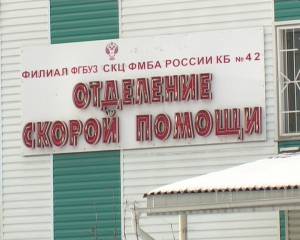 ФИЛИАЛ ФГБУЗ СКЦ ФМБА РОССИИ КБ №42
ОТДЕЛЕНИЕ
СКОРОЙ ПОМОЩИ